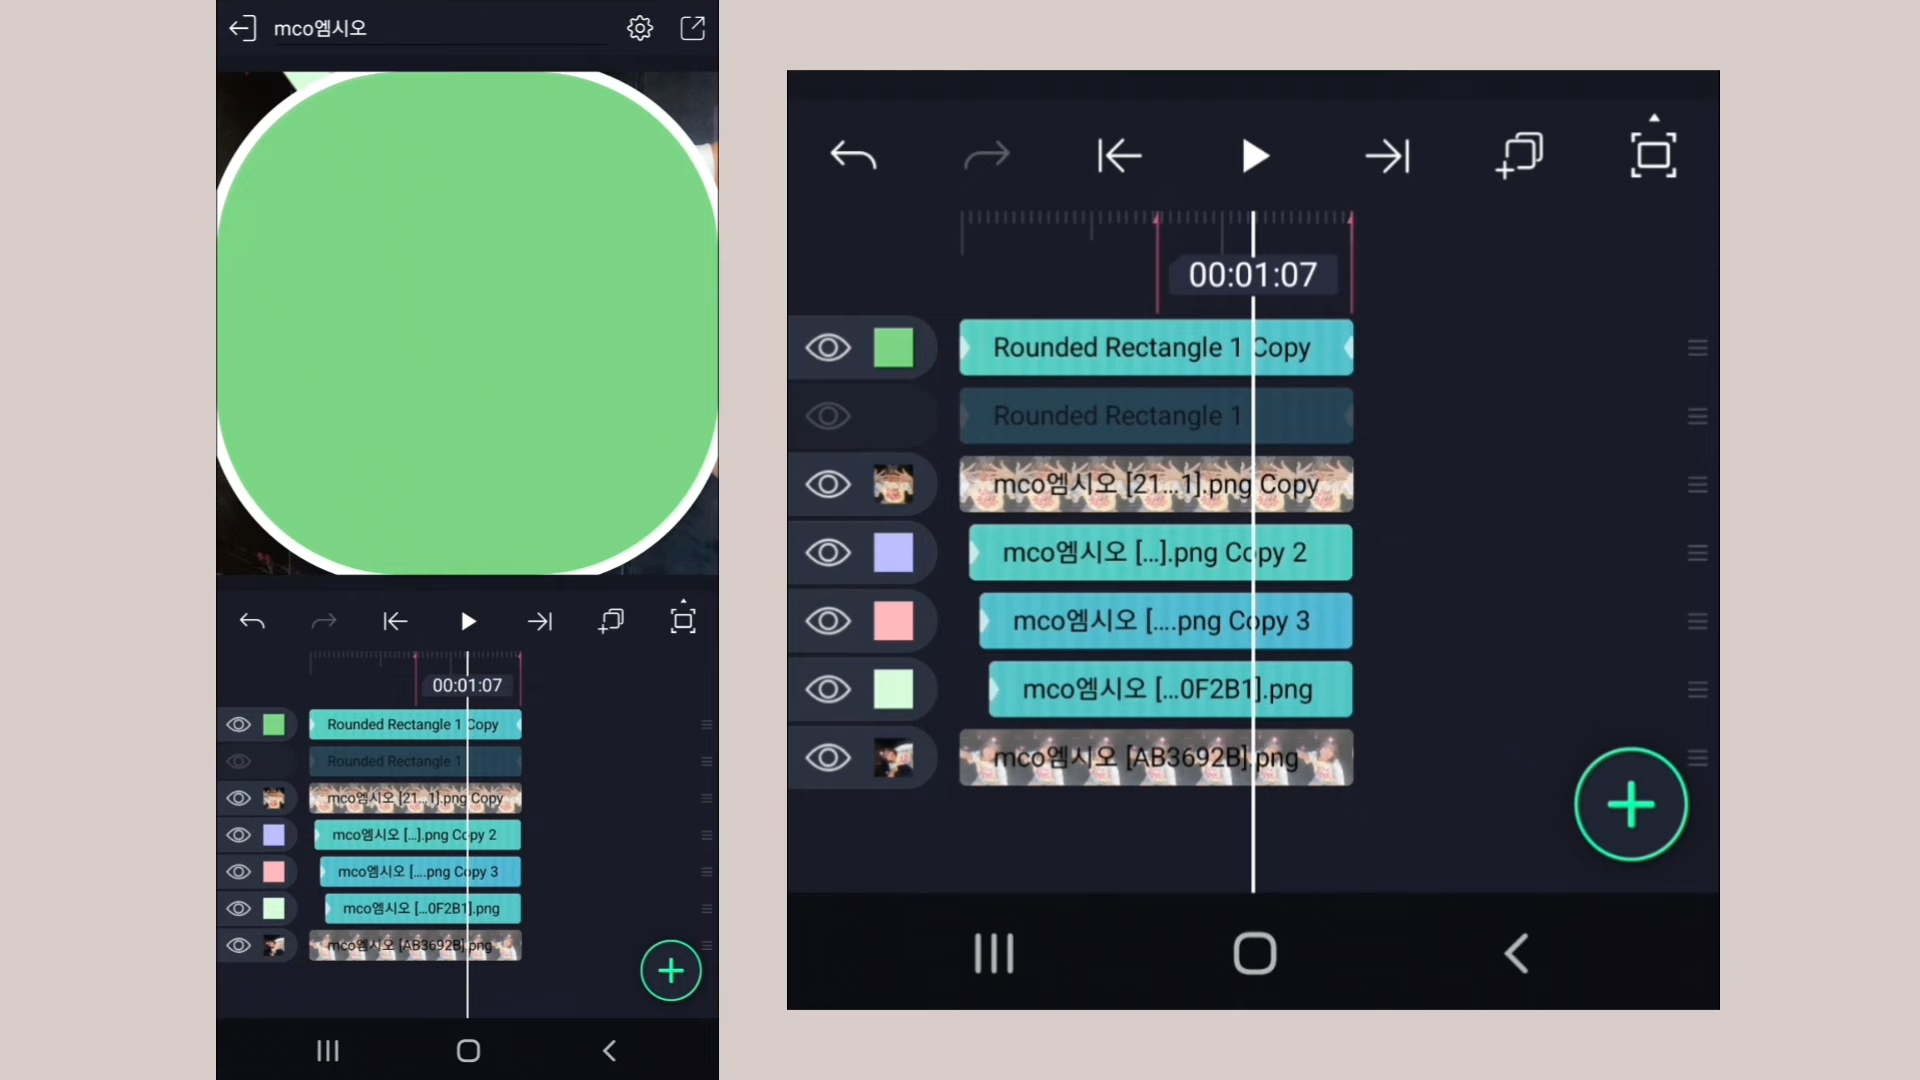 mco엠시오
00:01:07
Rounded Rectangle 1 Copy
Rounded Rectangle 1
mco엠시오 [21...1].png Copy
mco엠시오 [...].png Copy 2
mco엠시오 [....png Copy 3
mco엠시오 [...0F2B1].png
mco엠시오 [AB3692B].png
00:01:07
Rounded Rectangle 1 Copy
Rounded Rectangle 1
mco엠시오 [21...1].png Copy
mco엠시오 [...].png Copy 2
mco엠시오 [....png Copy 3
mco엠시오 [...0F2B1].png
mco엠시오 [AB3692B].png